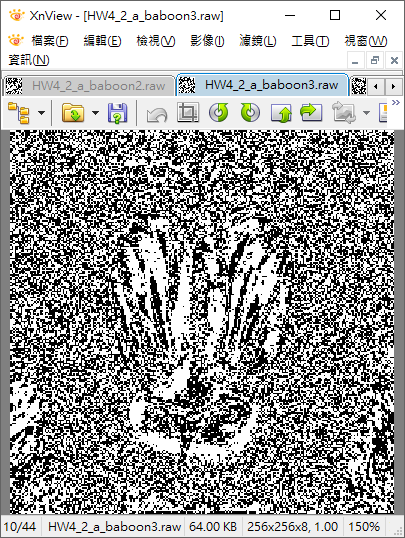 XnView - [HW4_2_a_baboon3.raw]
檔案(F) 編輯(E) 檢視(V) 影像(I) 濾鏡(L) 工具(T) 視窗(W)
資訊(N)
HW4_2_a_baboon2.raw HW4_2_a_baboon3.raw
10/44 HW4_2_a_baboon3.raw 64.00 KB 256x256x8, 1.00 150%